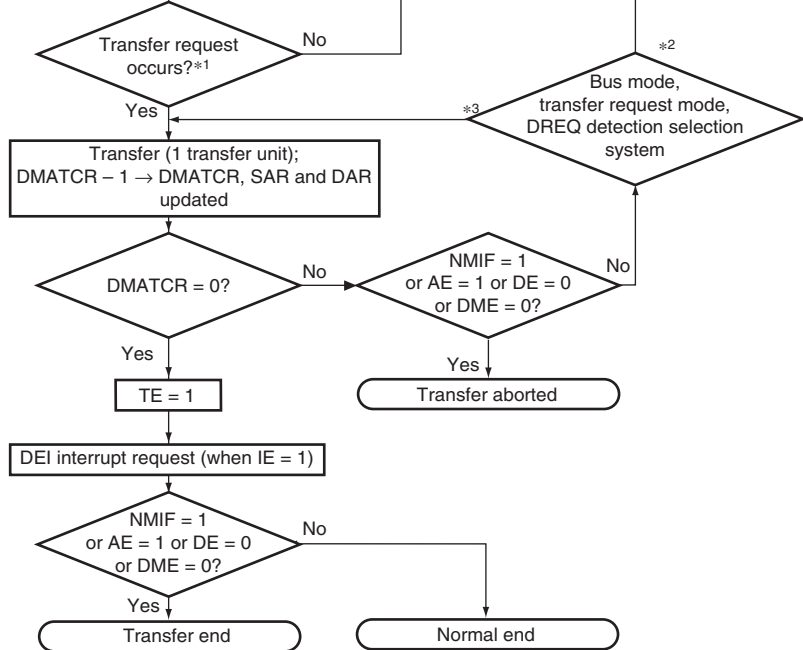 Transfer request
occurs?*1
No
Yes
*2
Bus mode,
transfer request mode,
DREQ detection selection
system
*3
Transfer (1 transfer unit);
DMATCR – 1 → DMATCR, SAR and DAR
updated
DMATCR = 0?
No
NMIF = 1
or AE = 1 or DE = 0
or DME = 0?
No
Yes
Yes
TE = 1
Transfer aborted
DEI interrupt request (when IE = 1)
NMIF = 1
or AE = 1 or DE = 0
or DME = 0?
No
Yes
Transfer end
Normal end